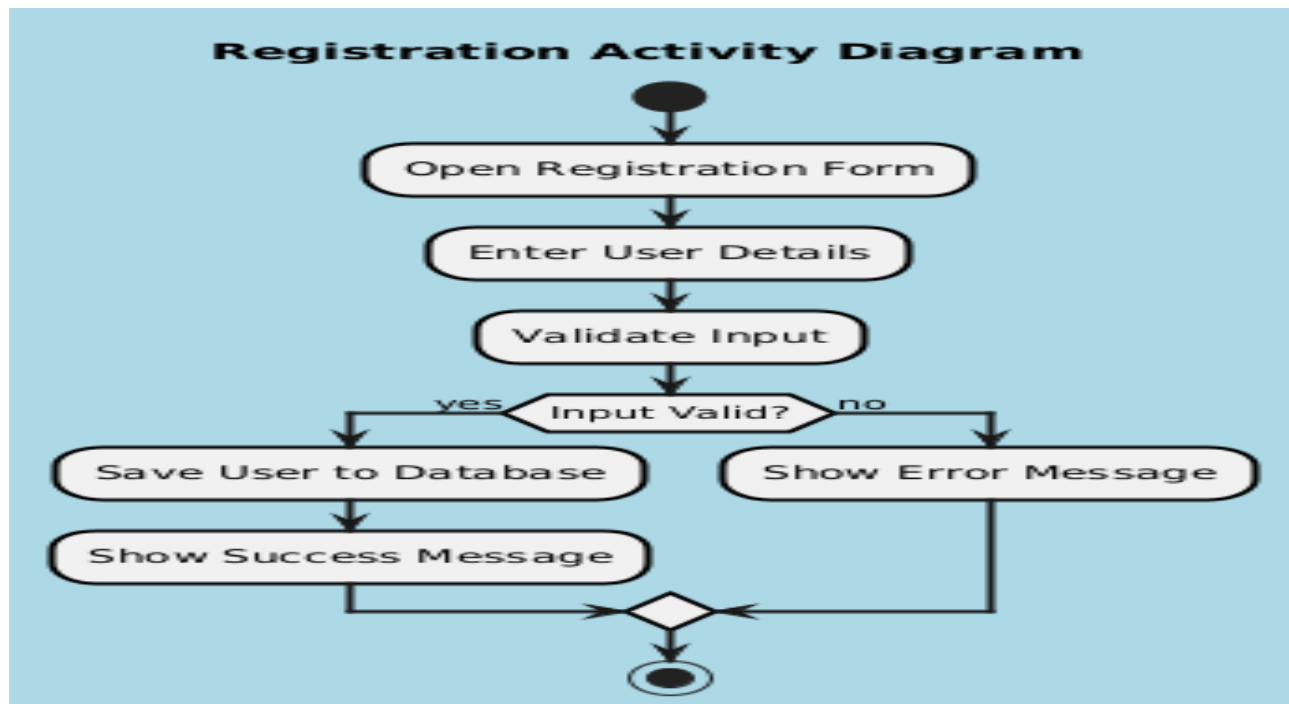 Registration Activity Diagram
Open Registration Form
Enter User Details
Validate Input
yes
Input Valid?
no
Save User to Database
Show Error Message
Show Success Message